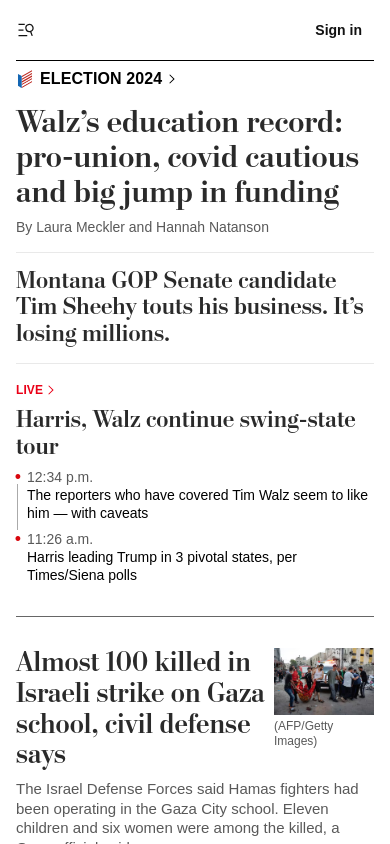 Sign in
ELECTION 2024
Walz’s education record:
pro-union, covid cautious
and big jump in funding
By Laura Meckler and Hannah Natanson
Montana GOP Senate candidate
Tim Sheehy touts his business. It’s
losing millions.
LIVE
Harris, Walz continue swing-state
tour
12:34 p.m.
The reporters who have covered Tim Walz seem to like
him — with caveats
11:26 a.m.
Harris leading Trump in 3 pivotal states, per
Times/Siena polls
Almost 100 killed in
Israeli strike on Gaza
school, civil defense
says
(AFP/Getty
Images)
The Israel Defense Forces said Hamas fighters had
been operating in the Gaza City school. Eleven
children and six women were among the killed, a